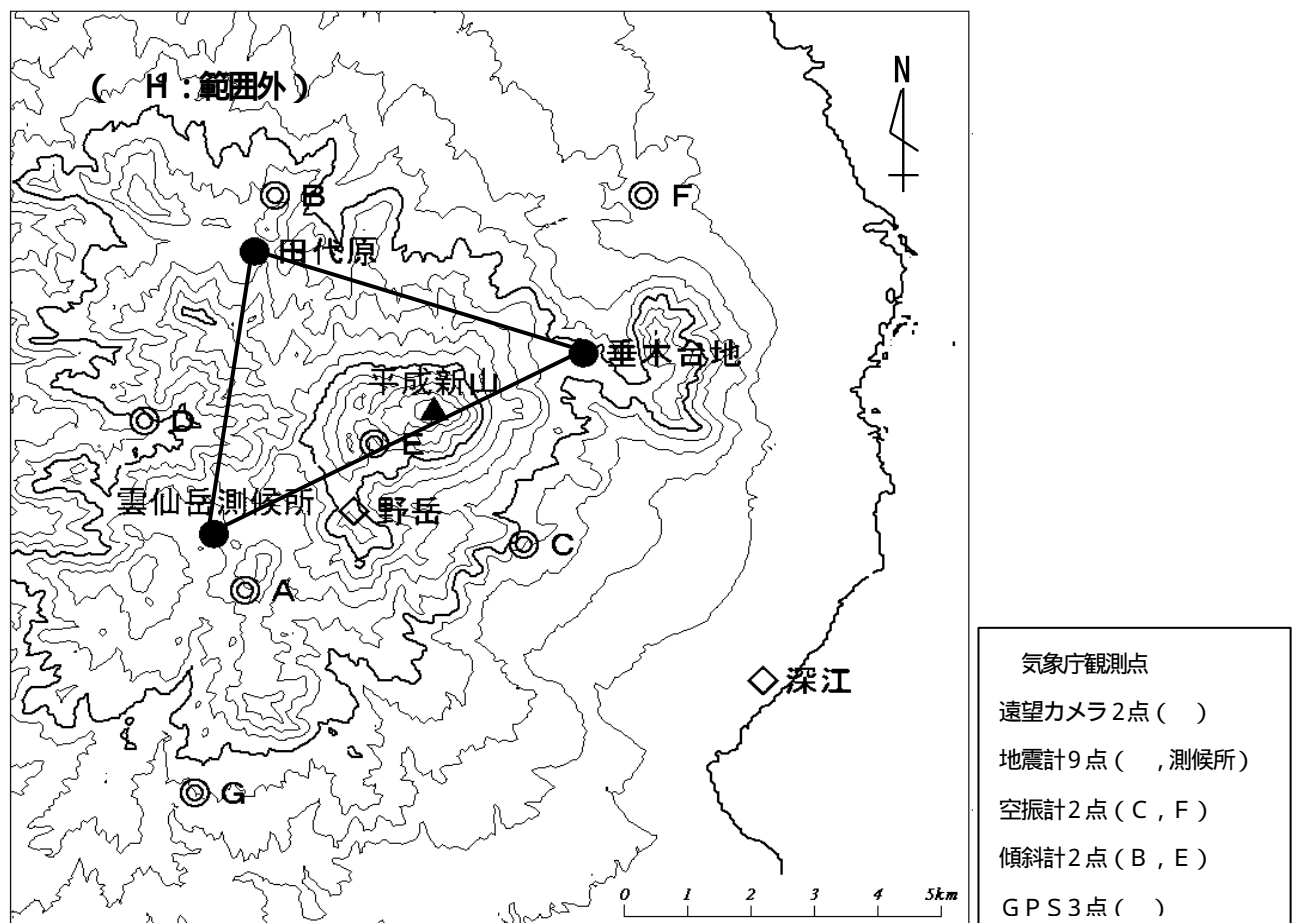 ( H：範囲外 )
N
B
F
田代原
垂木台地
平成新山
D
E
雲仙岳測候所
野岳
C
A
深江
G
0 1 2 3 4 5km
気象庁観測点
遠望カメラ2点（　）
地震計9点（　，測候所）
空振計2点（C，F）
傾斜計2点（B，E）
GPS3点（　）